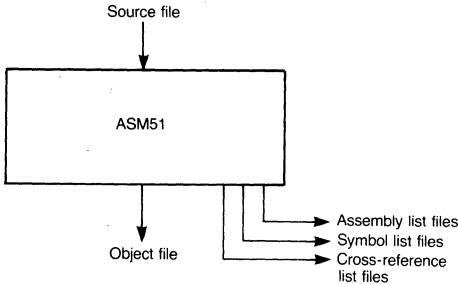 Source file
ASM51
Object file
Assembly list files
Symbol list files
Cross-reference
list files